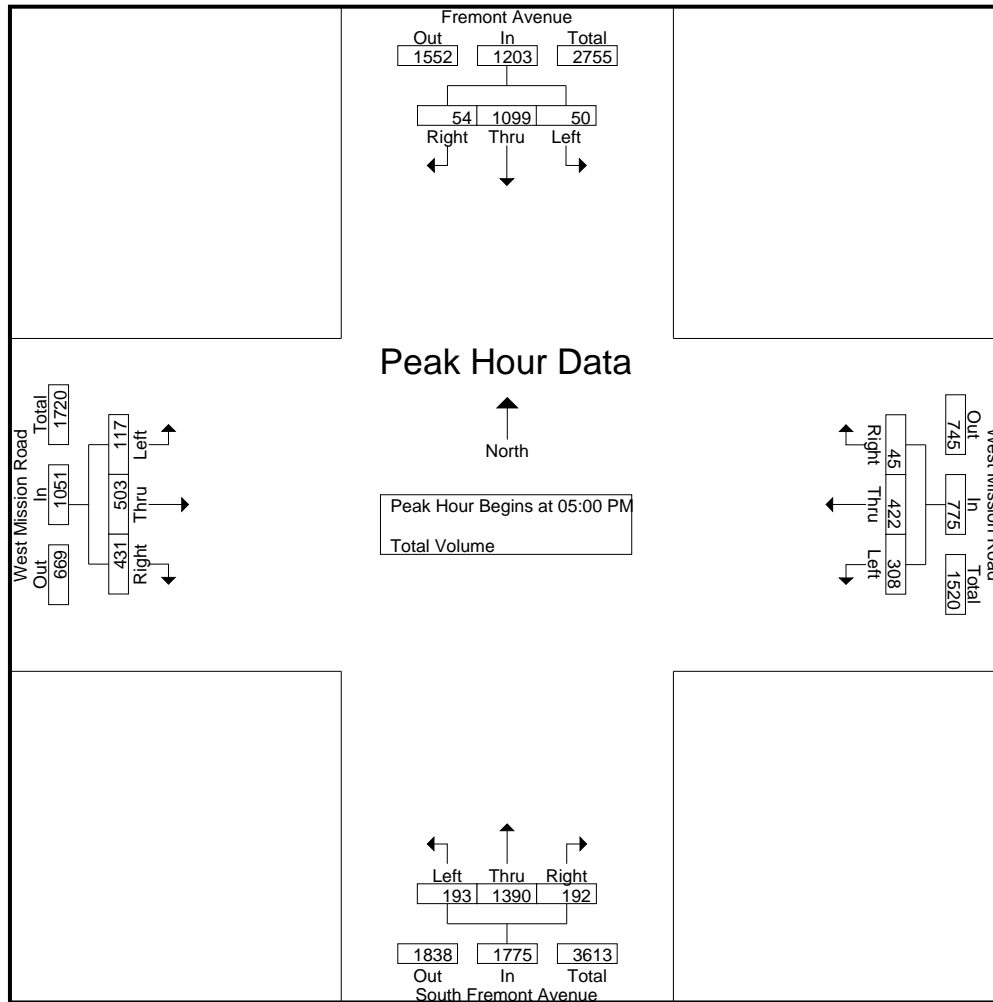 Fremont Avenue
Out In Total
1552 1203 2755
54 1099 50
Right Thru Left
Peak Hour Data
North
Peak Hour Begins at 05:00 PM
Total Volume
West Mission Road
Total In Out
1720 1051 669
117 503 431
Left Thru Right
West Mission Road
Out In Total
745 775 1520
45 422 308
Right Thru Left
Left Thru Right
193 1390 192
1838 1775 3613
Out In Total
South Fremont Avenue